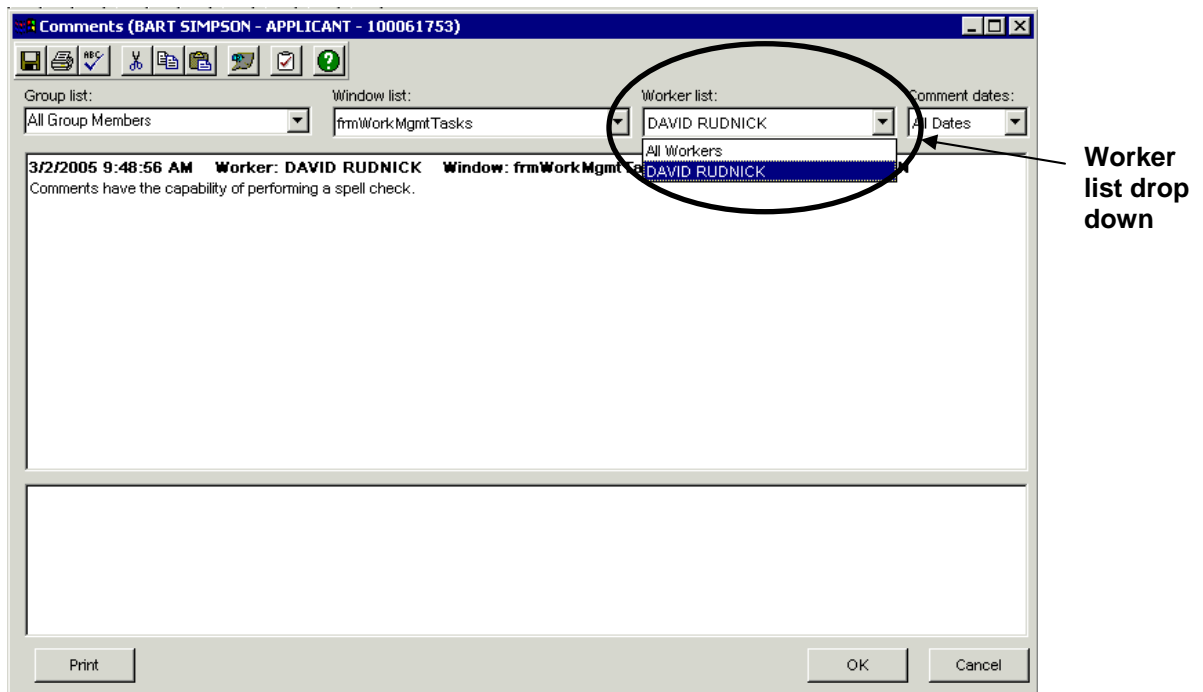 Comments (BART SIMPSON - APPLICANT - 100061753)
ABC
Group list: Window list: Worker list: Comment dates:
All Group Members frmWorkMgmtTasks DAVID RUDNICK All Dates
All Workers
DAVID RUDNICK
3/2/2005 9:48:56 AM Worker: DAVID RUDNICK Window:
Comments have the capability of performing a spell check.
Worker
list drop
down
Print OK Cancel